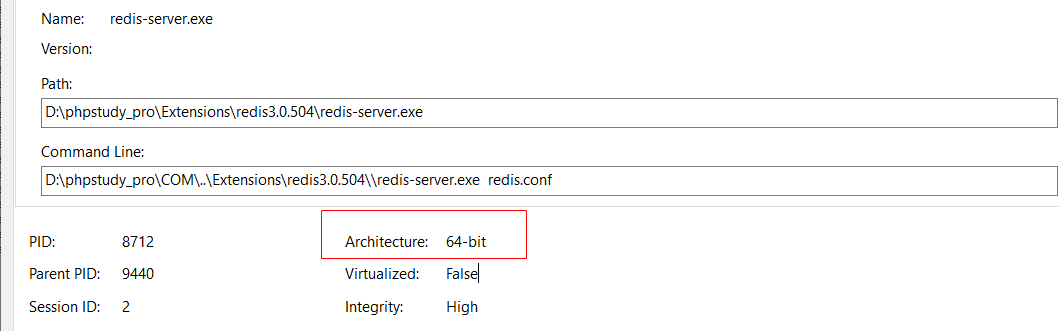 Name: redis-server.exe
Version:
Path:
D:\phpstudy_pro\Extensions\redis3.0.504\redis-server.exe
Command Line:
D:\phpstudy_pro\COM\..\Extensions\redis3.0.504\\redis-server.exe  redis.conf
PID: 8712 Architecture: 64-bit
Parent PID: 9440 Virtualized: False
Session ID: 2 Integrity: High